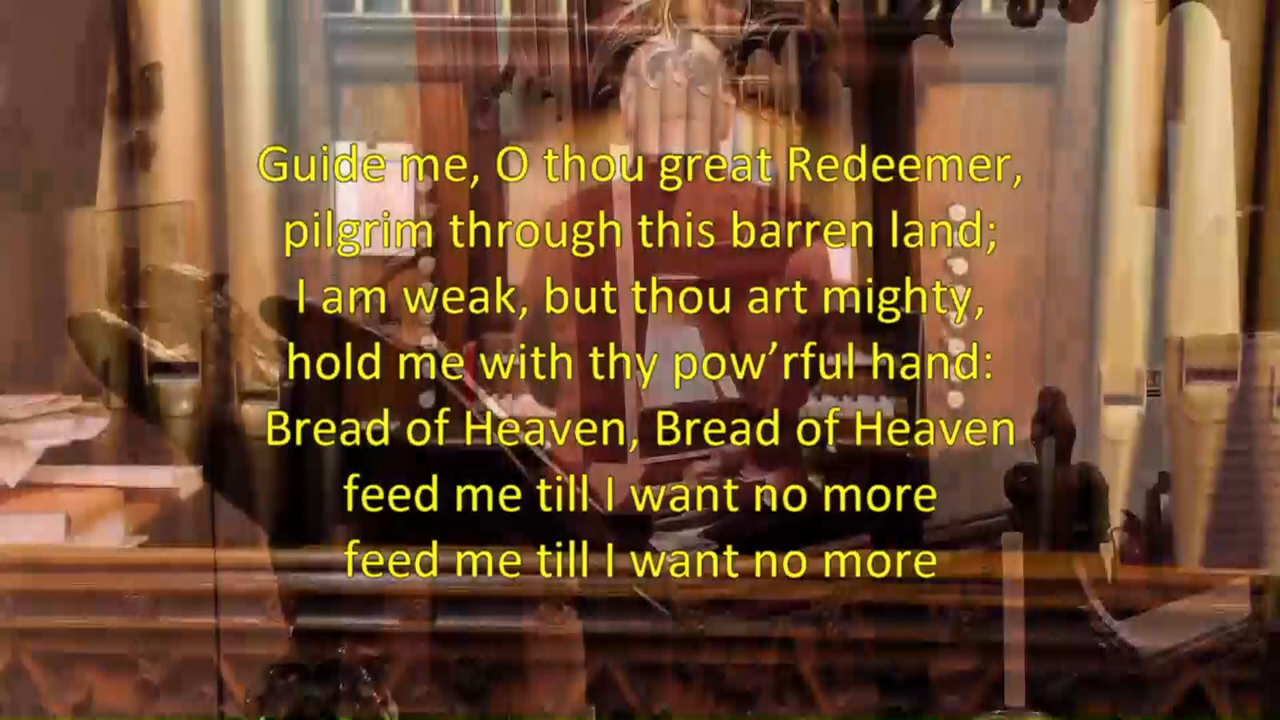 Guide me, O thou great Redeemer,
pilgrim through this barren land;
I am weak, but thou art mighty,
hold me with thy pow’rful hand:
Bread of Heaven, Bread of Heaven
feed me till I want no more
feed me till I want no more